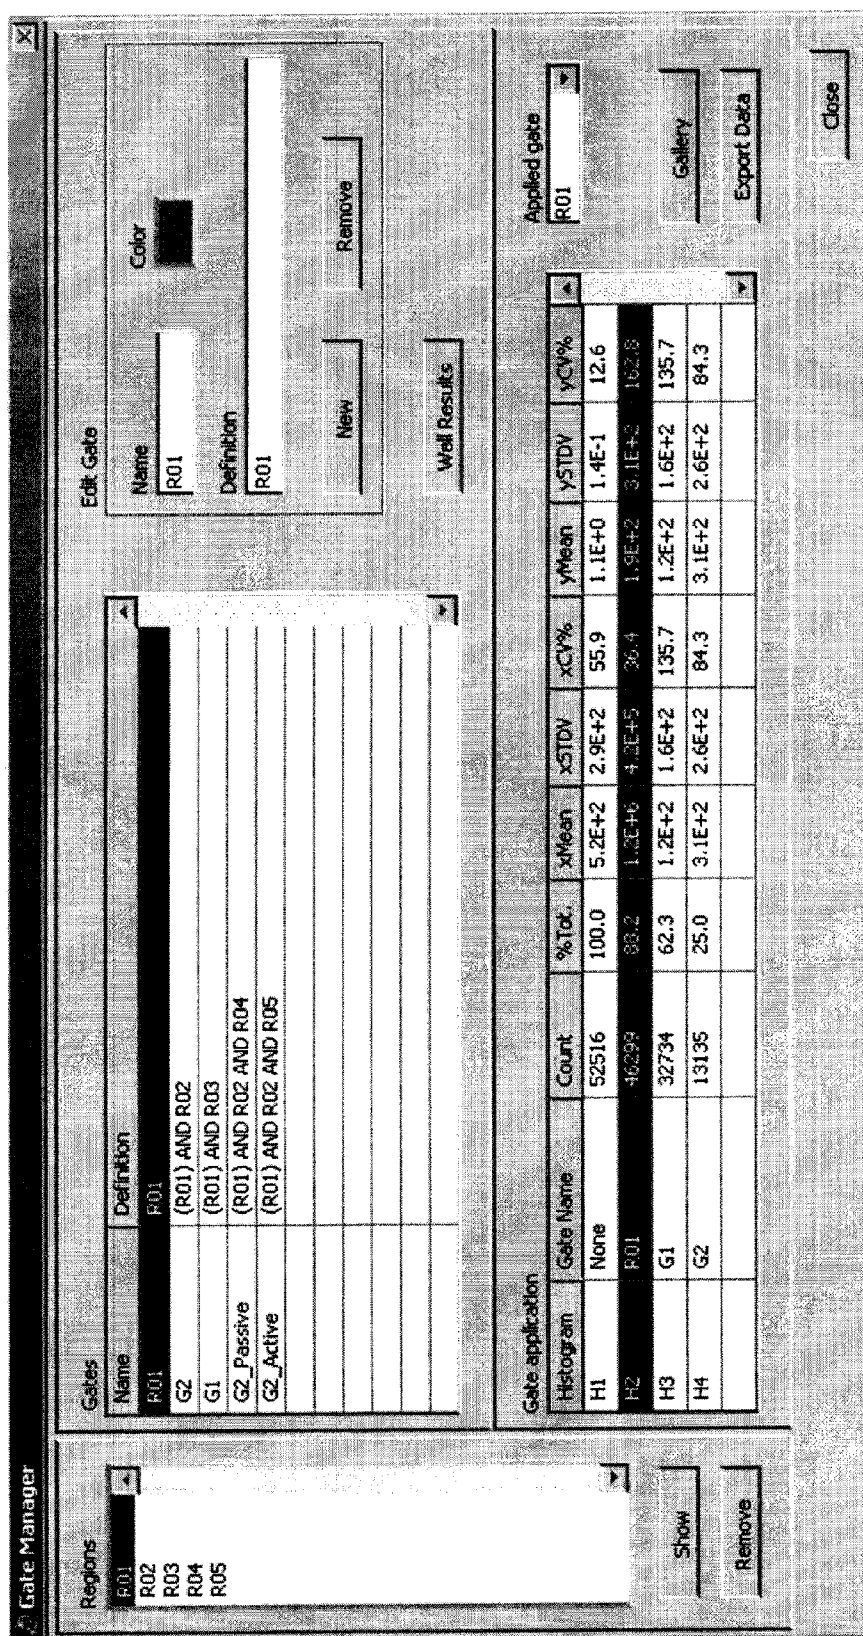 Gate Manager
Regions
R01
R02
R03
R04
R05
Show
Remove
Gates
Name Definition
R01 R01
G2 (R01) AND R02
G1 (R01) AND R03
G2_Passive (R01) AND R02 AND R04
G2_Active (R01) AND R02 AND R05
Edit Gate
Name Color
R01
Definition
R01
New Remove
Well Results
Gate application
Histogram Gate Name Count %Tot. xMean xSTDV xCV% yMean ySTDV yCV%
H1 None 52516 100.0 5.2E+2 2.9E+2 55.9 1.1E+0 1.4E-1 12.6
H2 R01 46299 88.2 1.2E+6 4.2E+5 36.4 1.9E+2 3.1E+2 162.8
H3 G1 32734 62.3 1.2E+2 1.6E+2 135.7 1.2E+2 1.6E+2 135.7
H4 G2 13135 25.0 3.1E+2 2.6E+2 84.3 3.1E+2 2.6E+2 84.3
Applied gate
R01
Gallery
Export Data
Close